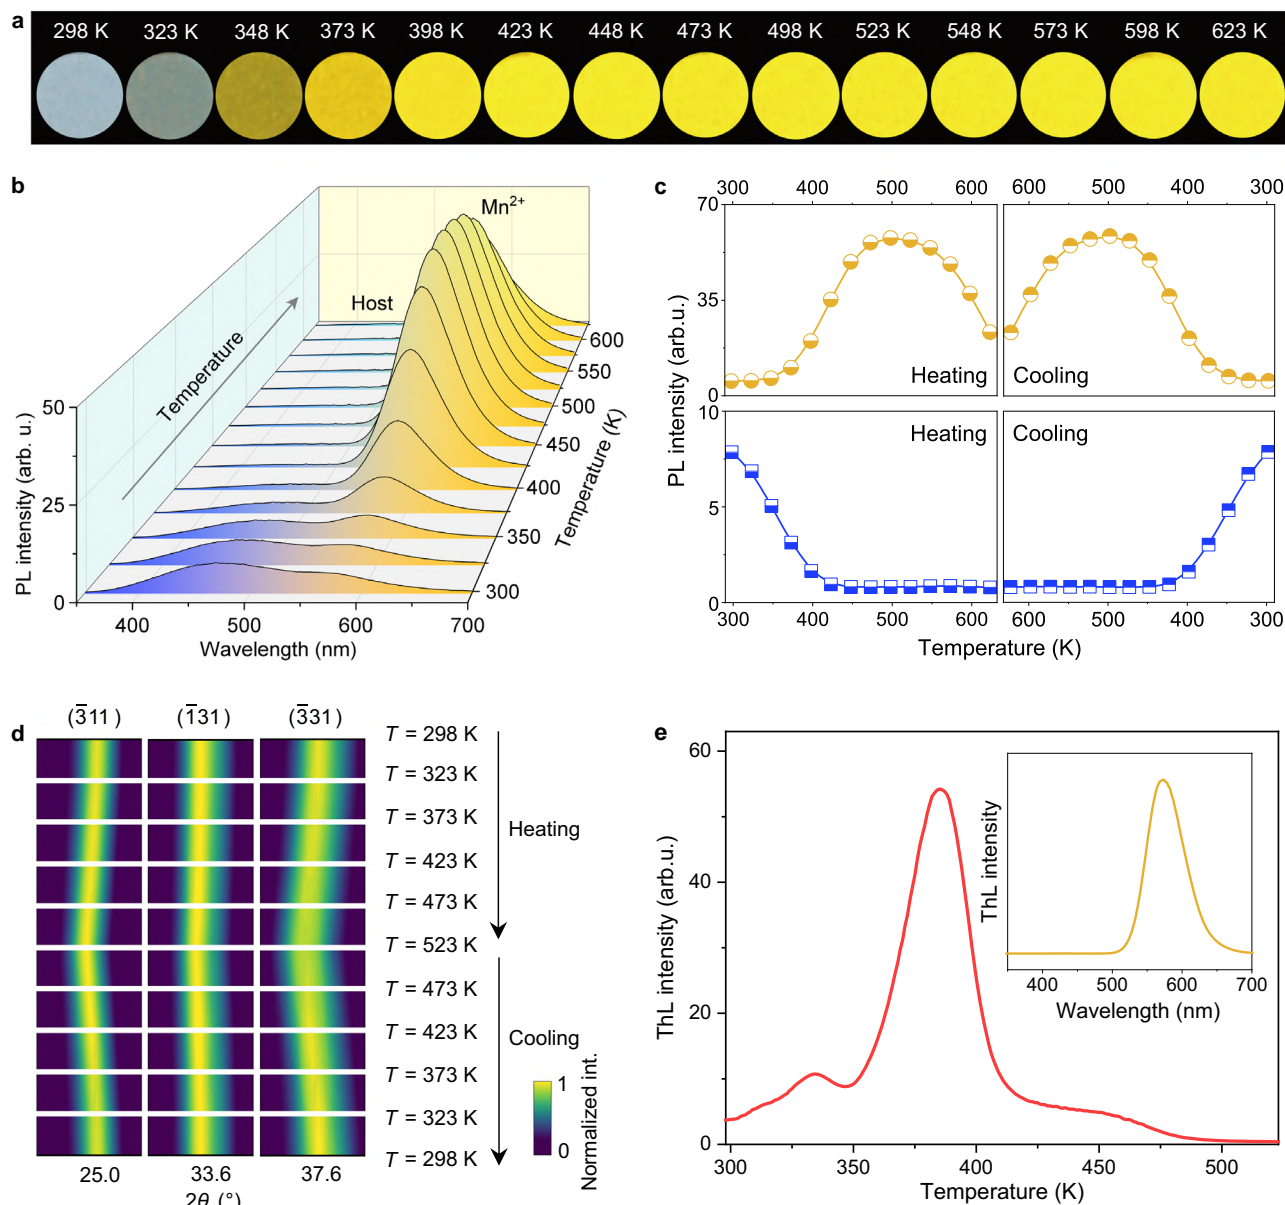 a
298 K 323 K 348 K 373 K 398 K 423 K 448 K 473 K 498 K 523 K 548 K 573 K 598 K 623 K
b
Mn2+
Host
Temperature
PL intensity (arb. u.)
50
25
0
400 500 600 700
Wavelength (nm)
300
350
400
450
500
550
600
Temperature (K)
c
300 400 500 600
600 500 400 300
70
35
0
Heating
Cooling
PL intensity (arb.u.)
10
5
0
Heating
Cooling
300 400 500 600
600 500 400 300
Temperature (K)
d
(3̅11) (1̅31) (3̅31)
T = 298 K
T = 323 K
T = 373 K
T = 423 K
T = 473 K
T = 523 K
T = 473 K
T = 423 K
T = 373 K
T = 323 K
T = 298 K
Heating
Cooling
1
0
Normalized int.
25.0 33.6 37.6
2θ (°)
e
60
40
20
0
ThL intensity (arb.u.)
300 350 400 450 500
Temperature (K)
ThL intensity
400 500 600 700
Wavelength (nm)